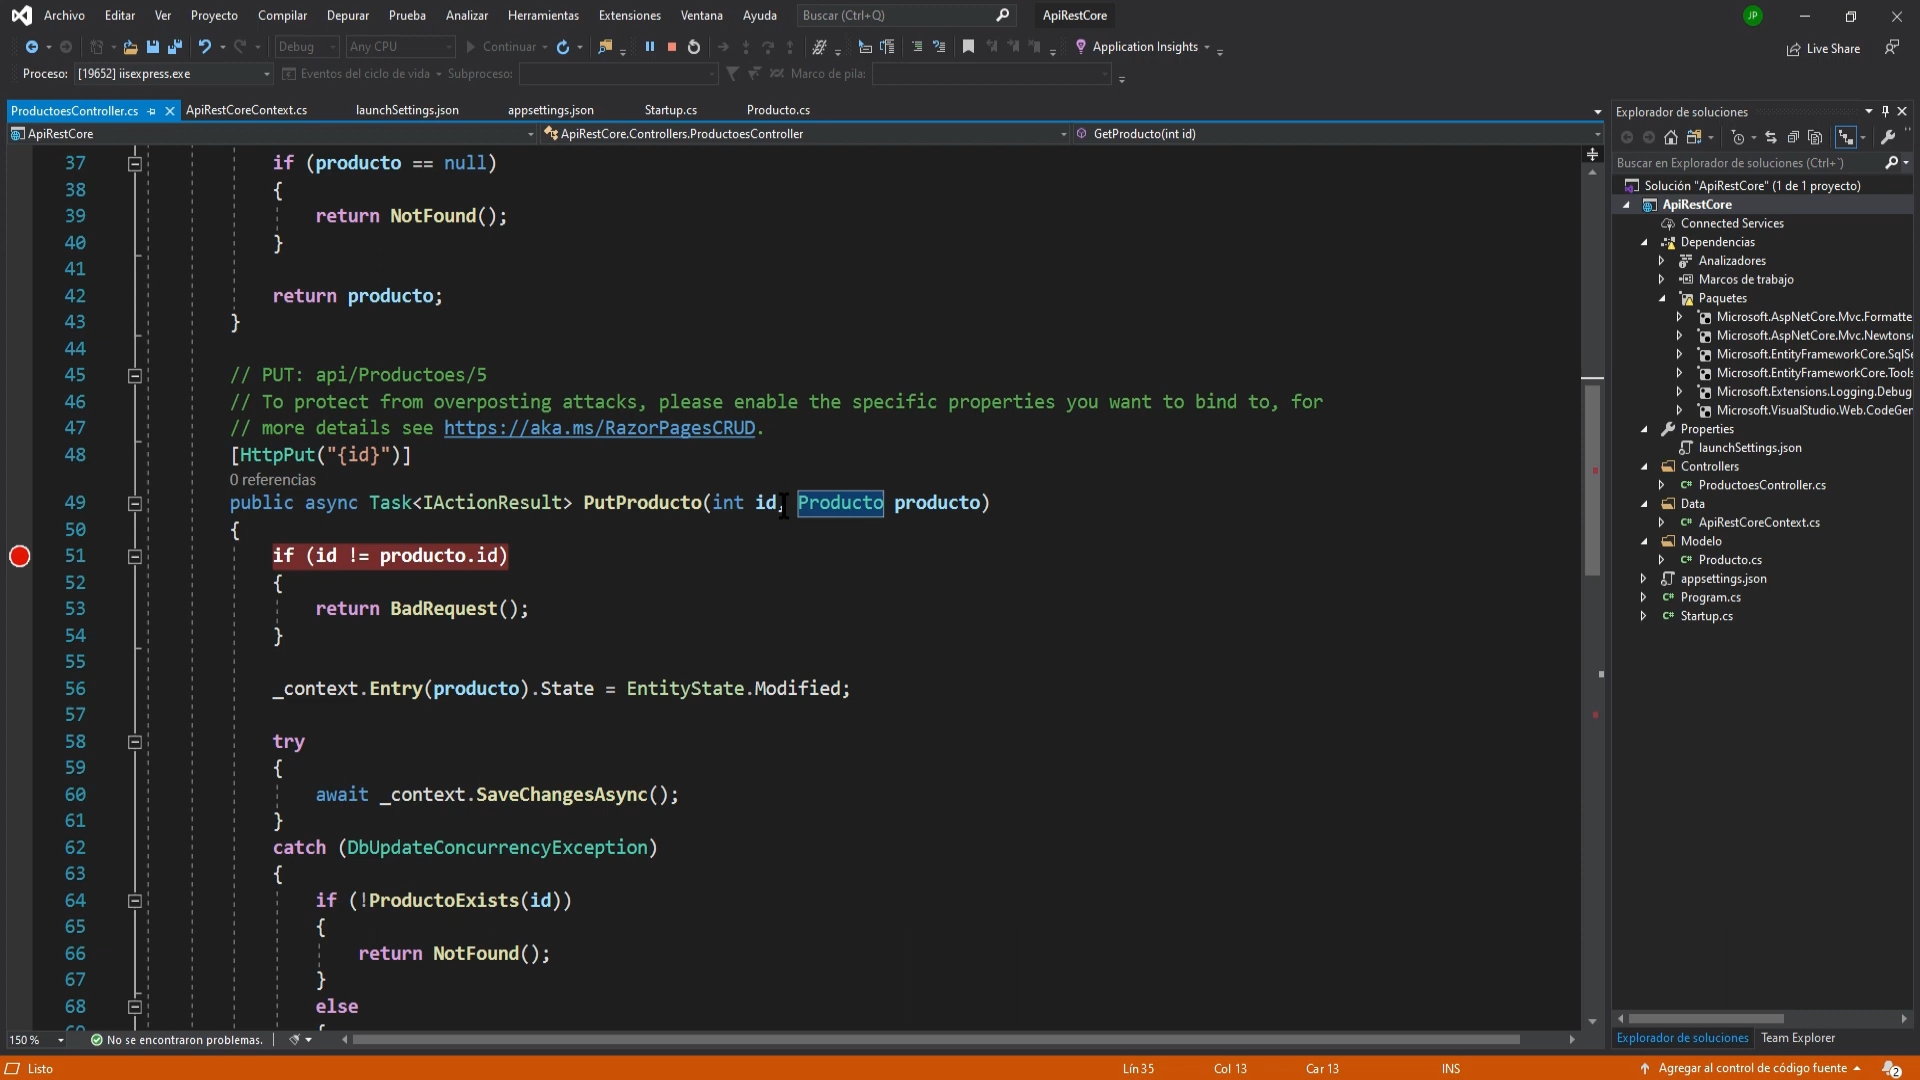 Archivo Editar Ver Proyecto Compilar Depurar Prueba Analizar Herramientas Extensiones Ventana Ayuda Buscar (Ctrl+Q) ApiRestCore JP
Debug Any CPU Continuar Application Insights Live Share
Proceso: [19652] iisexpress.exe Eventos del ciclo de vida Subproceso: Marco de pila:
ProductoesController.cs ApiRestCoreContext.cs launchSettings.json appsettings.json Startup.cs Producto.cs
ApiRestCore ApiRestCore.Controllers.ProductoesController GetProducto(int id)
37 if (producto == null)
38 {
39 return NotFound();
40 }
41
42 return producto;
43 }
44
45 // PUT: api/Productoes/5
46 // To protect from overposting attacks, please enable the specific properties you want to bind to, for
47 // more details see https://aka.ms/RazorPagesCRUD.
48 [HttpPut("{id}")]
0 referencias
49 public async Task<IActionResult> PutProducto(int id, Producto producto)
50 {
51 if (id != producto.id)
52 {
53 return BadRequest();
54 }
55
56 _context.Entry(producto).State = EntityState.Modified;
57
58 try
59 {
60 await _context.SaveChangesAsync();
61 }
62 catch (DbUpdateConcurrencyException)
63 {
64 if (!ProductoExists(id))
65 {
66 return NotFound();
67 }
68 else
Explorador de soluciones
Buscar en Explorador de soluciones (Ctrl+`)
Solución "ApiRestCore" (1 de 1 proyecto)
ApiRestCore
Connected Services
Dependencias
Analizadores
Marcos de trabajo
Paquetes
Microsoft.AspNetCore.Mvc.Formatte
Microsoft.AspNetCore.Mvc.Newtons
Microsoft.EntityFrameworkCore.SqlSe
Microsoft.EntityFrameworkCore.Tools
Microsoft.Extensions.Logging.Debug
Microsoft.VisualStudio.Web.CodeGen
Properties
launchSettings.json
Controllers
ProductoesController.cs
Data
ApiRestCoreContext.cs
Modelo
Producto.cs
appsettings.json
Program.cs
Startup.cs
150 % No se encontraron problemas.
Explorador de soluciones Team Explorer
Listo Lín 35 Col 13 Car 13 INS Agregar al control de código fuente 2